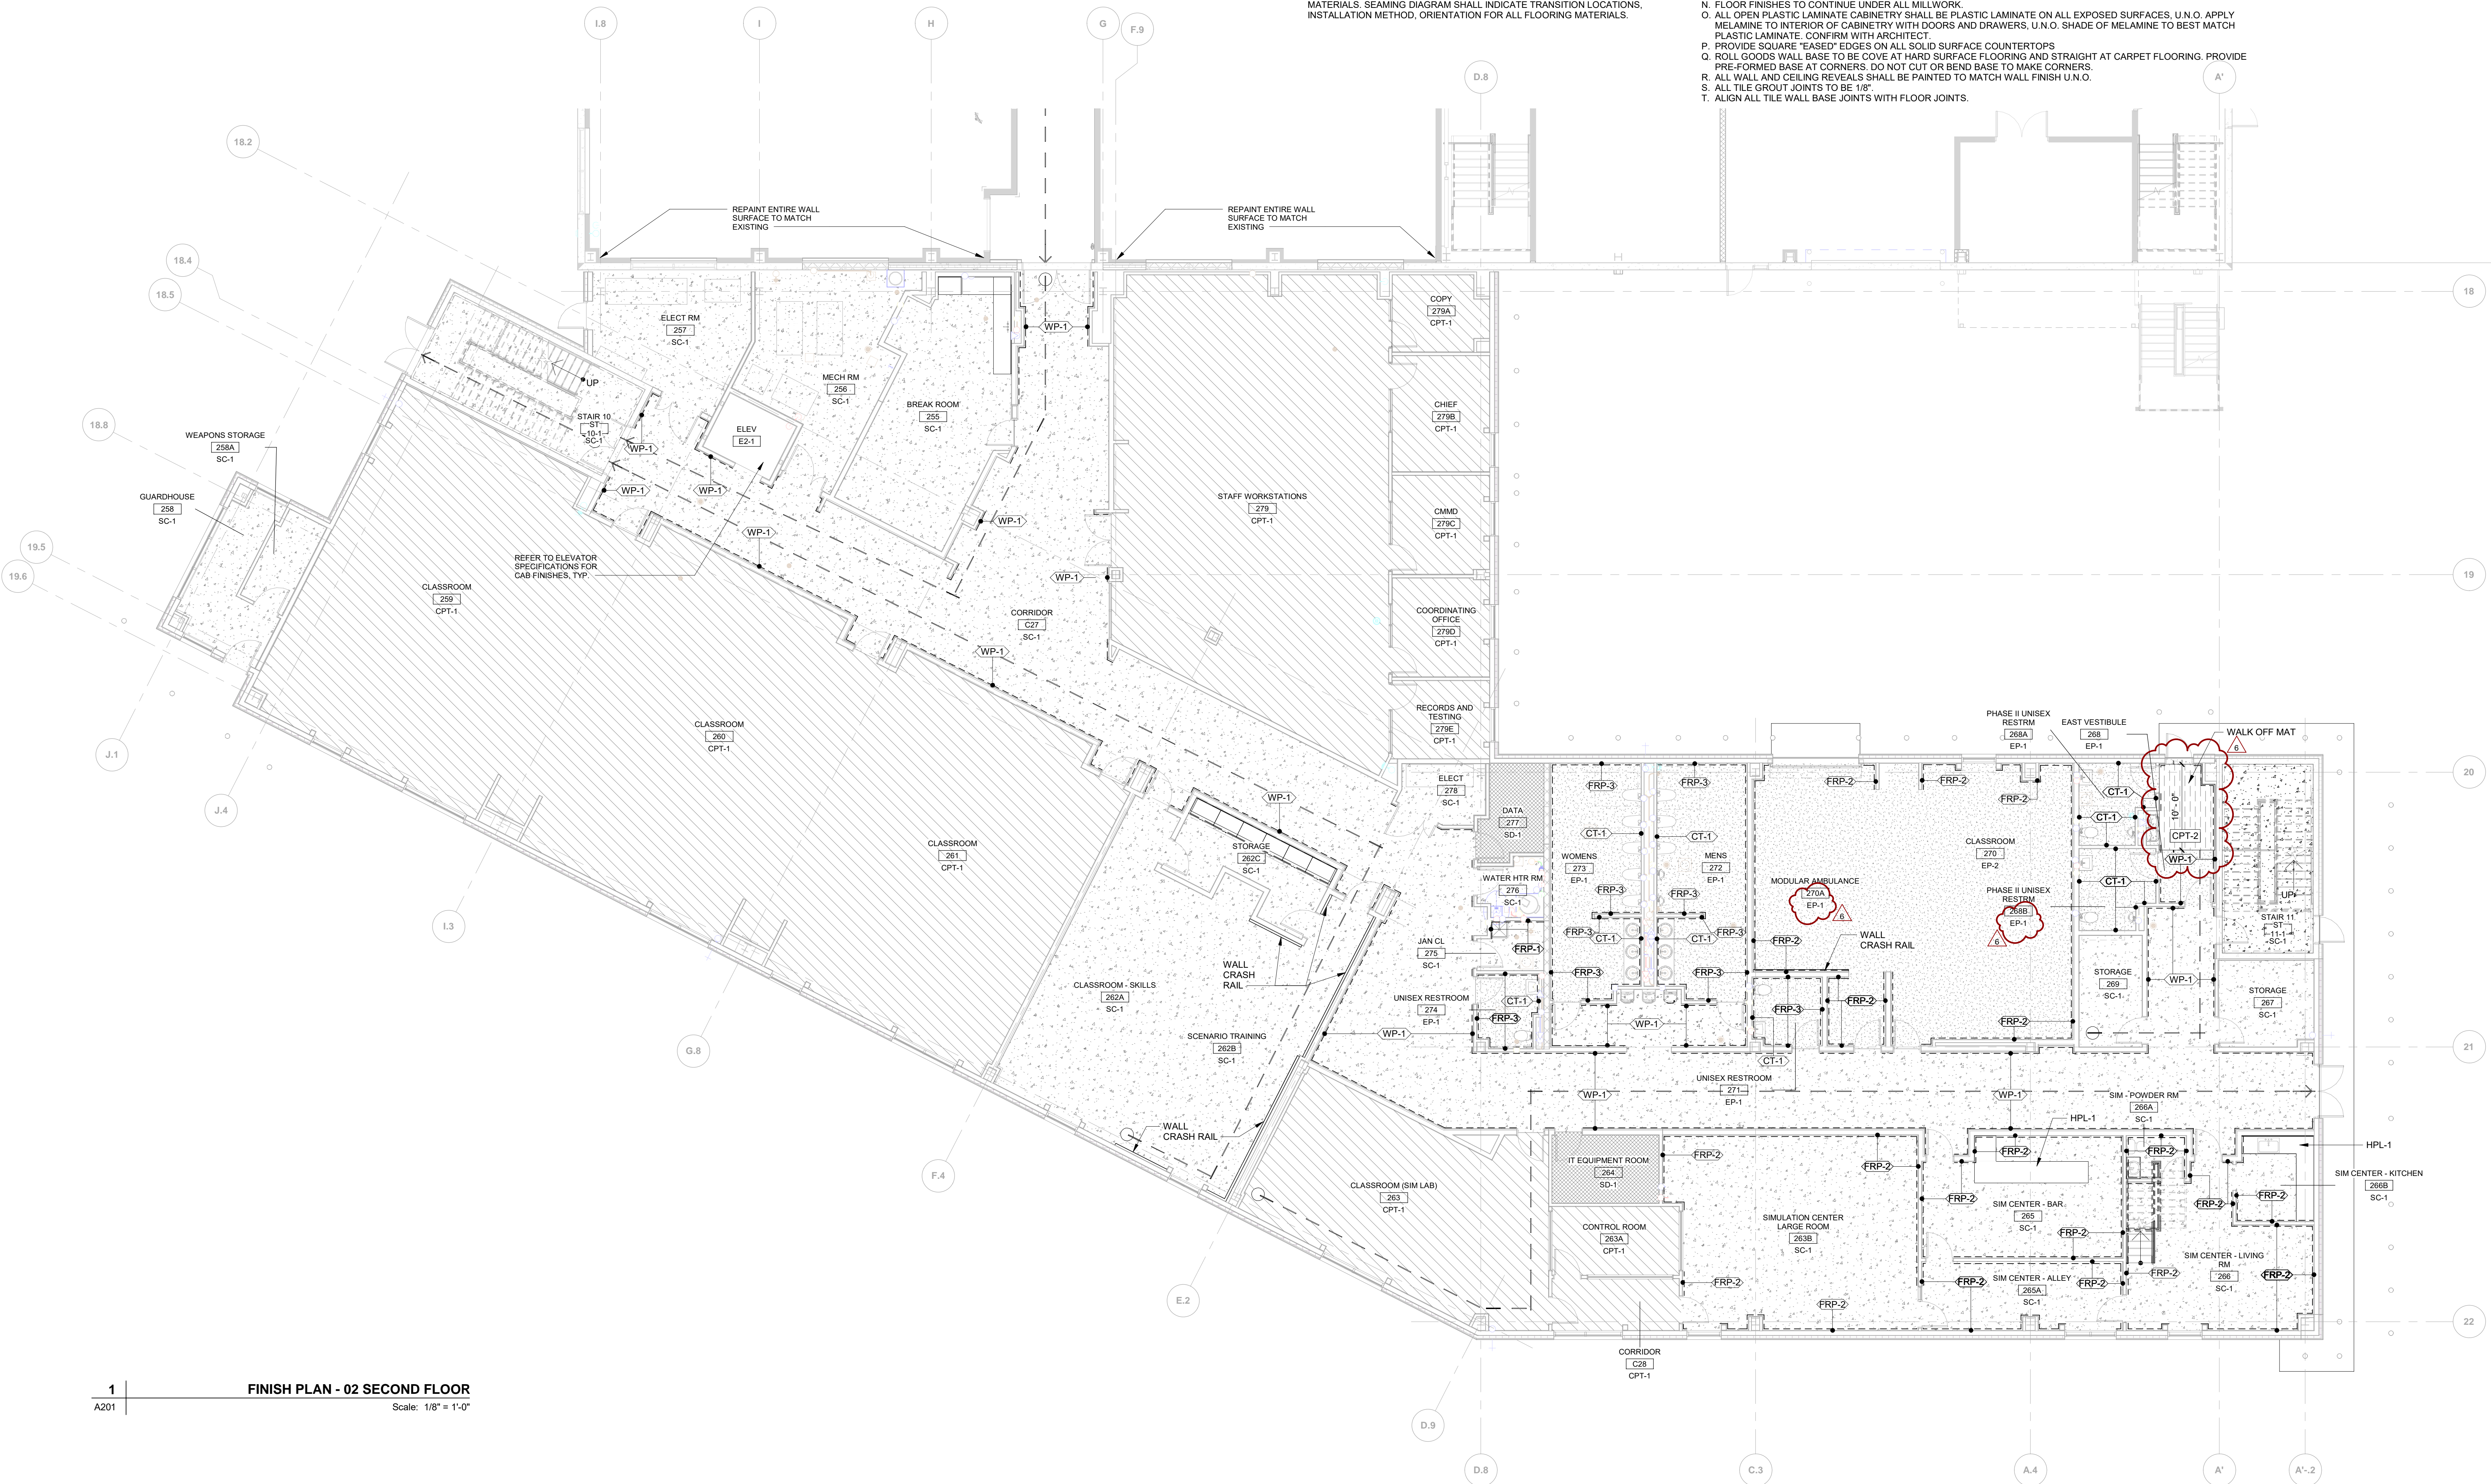 MATERIALS. SEAMING DIAGRAM SHALL INDICATE TRANSITION LOCATIONS,
INSTALLATION METHOD, ORIENTATION FOR ALL FLOORING MATERIALS.
N. FLOOR FINISHES TO CONTINUE UNDER ALL MILLWORK.
O. ALL OPEN PLASTIC LAMINATE CABINETRY SHALL BE PLASTIC LAMINATE ON ALL EXPOSED SURFACES, U.N.O. APPLY
MELAMINE TO INTERIOR OF CABINETRY WITH DOORS AND DRAWERS, U.N.O. SHADE OF MELAMINE TO BEST MATCH
PLASTIC LAMINATE. CONFIRM WITH ARCHITECT.
P. PROVIDE SQUARE "EASED" EDGES ON ALL SOLID SURFACE COUNTERTOPS
Q. ROLL GOODS WALL BASE TO BE COVE AT HARD SURFACE FLOORING AND STRAIGHT AT CARPET FLOORING. PROVIDE
PRE-FORMED BASE AT CORNERS. DO NOT CUT OR BEND BASE TO MAKE CORNERS.
R. ALL WALL AND CEILING REVEALS SHALL BE PAINTED TO MATCH WALL FINISH U.N.O.
S. ALL TILE GROUT JOINTS TO BE 1/8".
T. ALIGN ALL TILE WALL BASE JOINTS WITH FLOOR JOINTS.
I.8
I
H
G
F.9
D.8
A'
18.2
18.4
18.5
18.8
19.5
19.6
REPAINT ENTIRE WALL
SURFACE TO MATCH
EXISTING
REPAINT ENTIRE WALL
SURFACE TO MATCH
EXISTING
18
19
20
21
22
ELECT RM
257
SC-1
MECH RM
256
SC-1
BREAK ROOM
255
SC-1
WP-1
UP
STAIR 10
ST
10-1
SC-1
WP-1
ELEV
E2-1
WP-1
WP-1
WP-1
WP-1
WP-1
WP-1
WEAPONS STORAGE
258A
SC-1
GUARDHOUSE
258
SC-1
REFER TO ELEVATOR
SPECIFICATIONS FOR
CAB FINISHES, TYP.
CLASSROOM
259
CPT-1
CORRIDOR
C27
SC-1
STAFF WORKSTATIONS
279
CPT-1
COPY
279A
CPT-1
CHIEF
279B
CPT-1
CMMD
279C
CPT-1
COORDINATING
OFFICE
279D
CPT-1
RECORDS AND
TESTING
279E
CPT-1
CLASSROOM
260
CPT-1
CLASSROOM
261
CPT-1
WP-1
STORAGE
262C
SC-1
WALL
CRASH
RAIL
CLASSROOM - SKILLS
262A
SC-1
SCENARIO TRAINING
262B
SC-1
WALL
CRASH RAIL
ELECT
278
SC-1
DATA
277
SD-1
WATER HTR RM
276
SC-1
JAN CL
275
SC-1
FRP-1
UNISEX RESTROOM
274
EP-1
CT-1
FRP-3
WP-1
FRP-3
FRP-3
CT-1
CT-1
WOMENS
273
EP-1
MENS
272
EP-1
FRP-3
FRP-3
FRP-3
CT-1
CT-1
FRP-3
FRP-3
FRP-3
WP-1
FRP-2
FRP-2
FRP-2
CLASSROOM
270
EP-2
MODULAR AMBULANCE
270A
EP-1
6
FRP-2
WALL
CRASH RAIL
FRP-3
FRP-2
FRP-2
CT-1
UNISEX RESTROOM
271
EP-1
PHASE II UNISEX
RESTRM
268A
EP-1
EAST VESTIBULE
268
EP-1
WALK OFF MAT
6
CT-1
CT-1
10' - 0"
CPT-2
WP-1
CT-1
PHASE II UNISEX
RESTRM
268B
EP-1
6
UP
STAIR 11
ST
11-1
SC-1
STORAGE
269
SC-1
WP-1
STORAGE
267
SC-1
WP-1
WP-1
SIM - POWDER RM
266A
SC-1
HPL-1
HPL-1
CLASSROOM (SIM LAB)
263
CPT-1
IT EQUIPMENT ROOM
264
SD-1
CONTROL ROOM
263A
CPT-1
FRP-2
FRP-2
SIMULATION CENTER
LARGE ROOM
263B
SC-1
FRP-2
FRP-2
FRP-2
FRP-2
SIM CENTER - BAR
265
SC-1
FRP-2
FRP-2
SIM CENTER - ALLEY
265A
SC-1
FRP-2
FRP-2
FRP-2
FRP-2
FRP-2
SIM CENTER - KITCHEN
266B
SC-1
SIM CENTER - LIVING
RM
266
SC-1
FRP-2
FRP-2
CORRIDOR
C28
CPT-1
J.1
J.4
I.3
G.8
F.4
E.2
D.9
D.8
C.3
A.4
A'
A'-.2
1
FINISH PLAN - 02 SECOND FLOOR
A201
Scale: 1/8" = 1'-0"